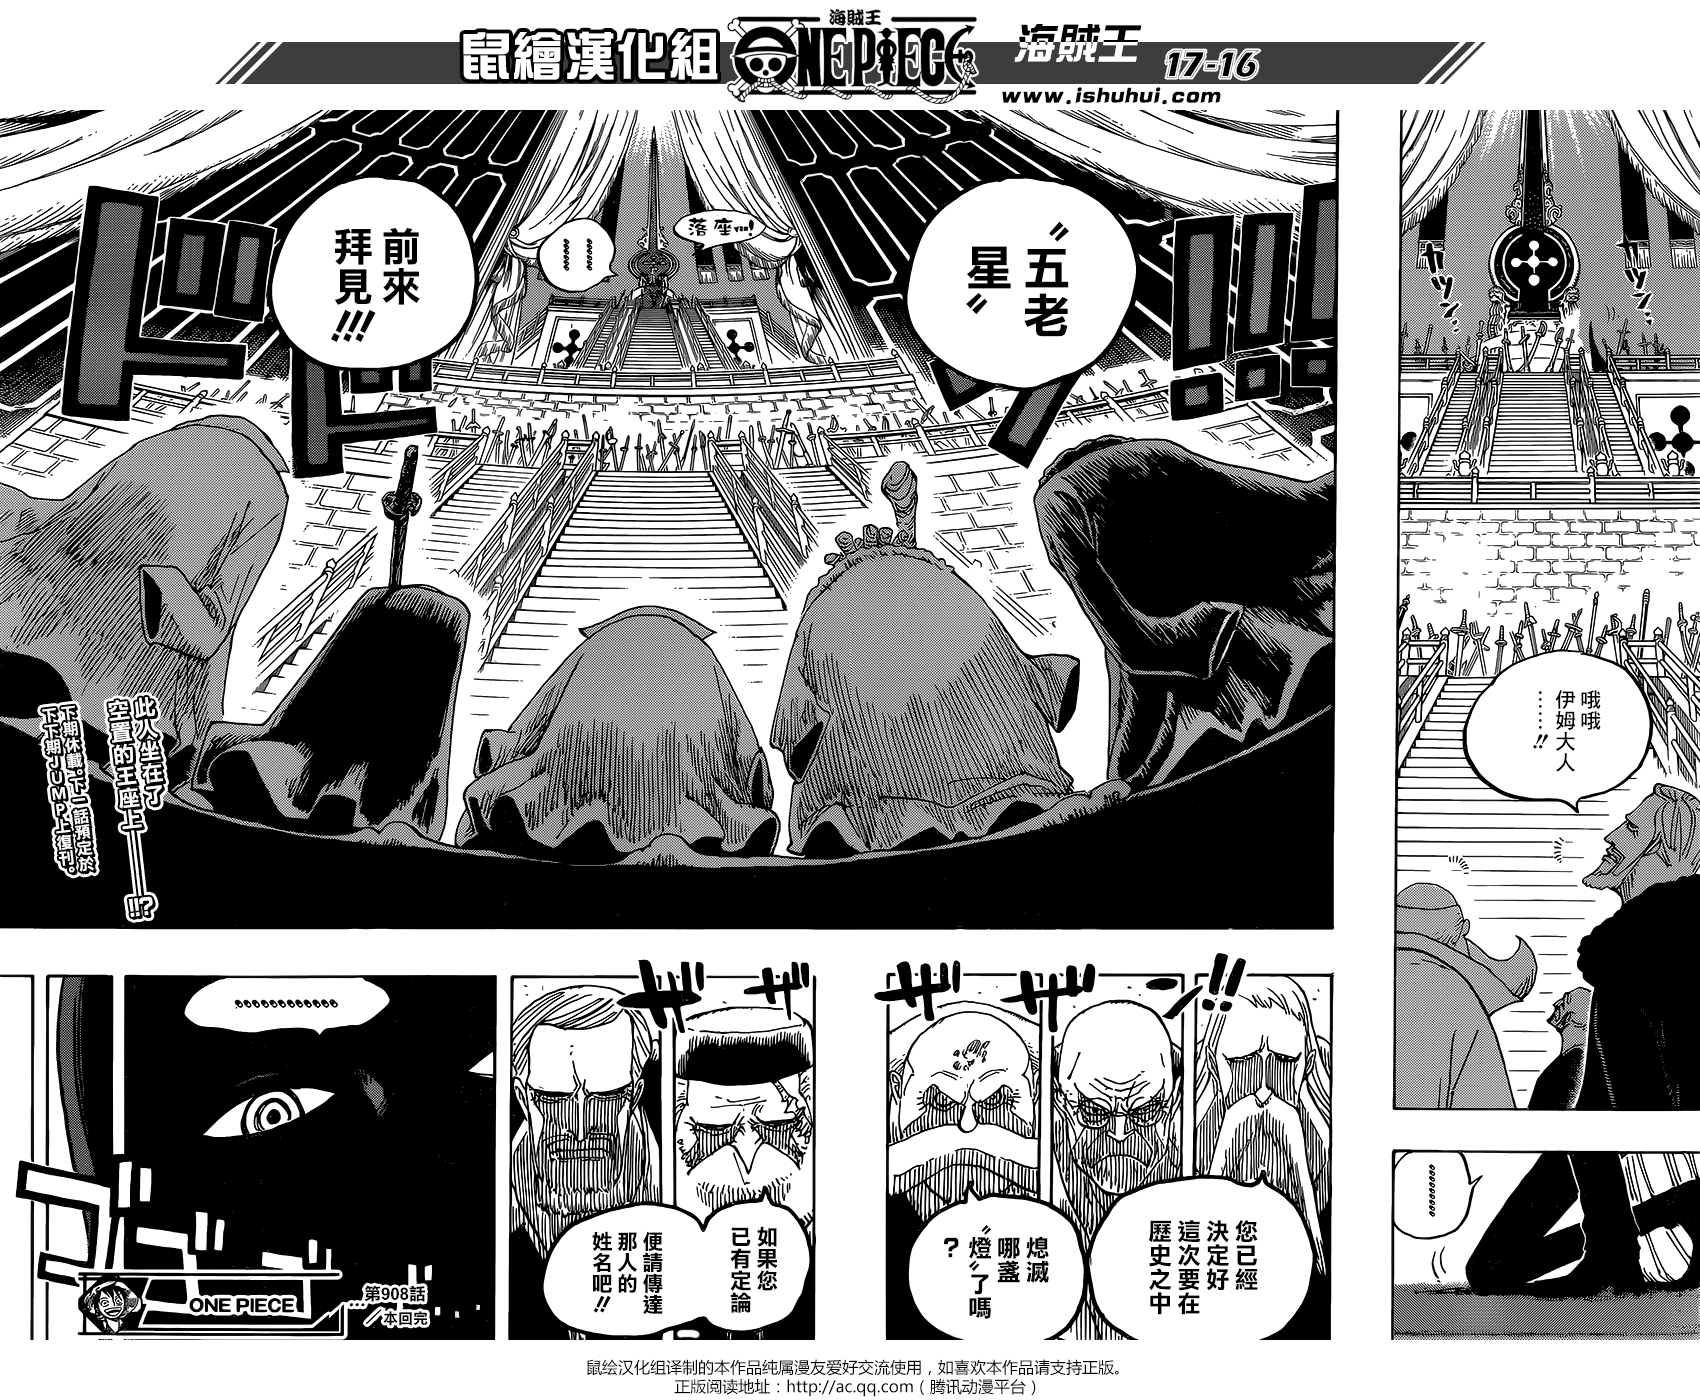 鼠繪漢化組
海賊王
ONE PIECE
海賊王
17-16
www.ishuhui.com
哦哦
伊姆大人
……!!
………
〝五老
星〟
落座
前來
拜見!!!
ドドド
此人坐在了
空置的王座上——!!?
下期休載。下一話預定於
下下期JUMP上復刊。
您已經
決定好
這次要在
歷史之中
熄滅
哪盞
〝燈〟了嗎
?
如果您
已有定論
便請傳達
那人的
姓名吧!!
…………
ゴゴゴ
ONE PIECE
第908話
…／本回完
鼠绘汉化组译制的本作品纯属漫友爱好交流使用，如喜欢本作品请支持正版。
正版阅读地址：http://ac.qq.com（腾讯动漫平台）